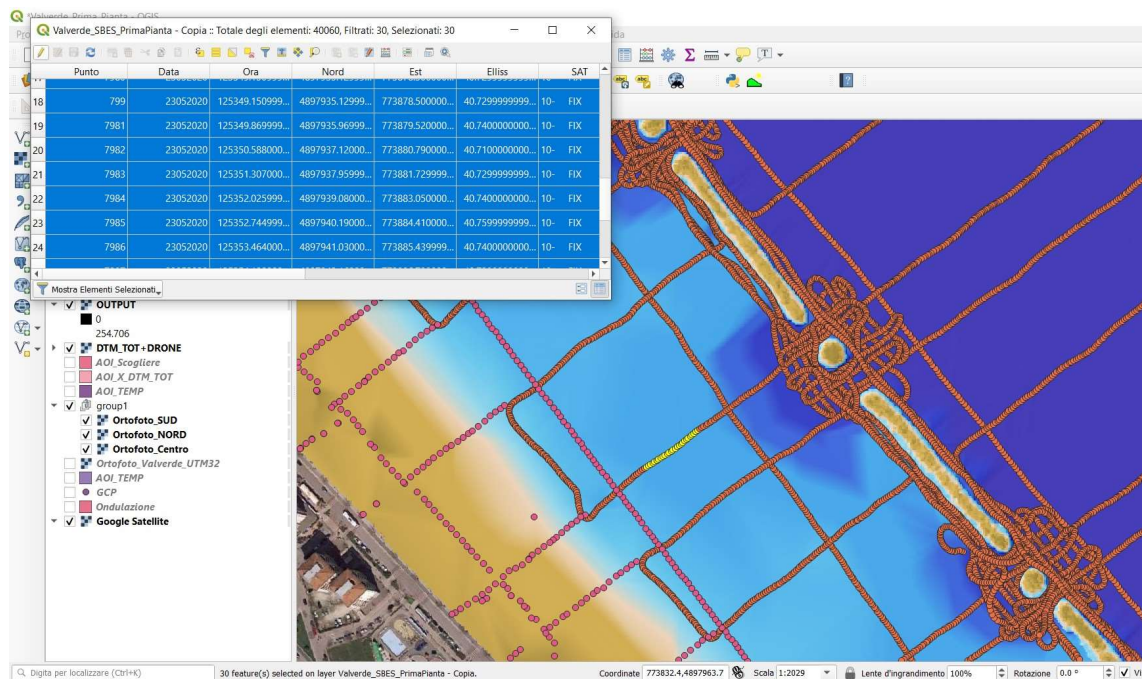 Valverde_Prima_Pianta - QGIS
Valverde_SBES_PrimaPianta - Copia :: Totale degli elementi: 40060, Filtrati: 30, Selezionati: 30
Punto Data Ora Nord Est Elliss SAT
18 799 23052020 125349.150999... 4897935.12999... 773878.500000... 40.7299999999... 10- FIX
19 7981 23052020 125349.869999... 4897935.96999... 773879.520000... 40.7400000000... 10- FIX
20 7982 23052020 125350.588000... 4897937.12000... 773880.790000... 40.7100000000... 10- FIX
21 7983 23052020 125351.307000... 4897937.95999... 773881.729999... 40.7299999999... 10- FIX
22 7984 23052020 125352.025999... 4897939.08000... 773883.050000... 40.7400000000... 10- FIX
23 7985 23052020 125352.744999... 4897940.19000... 773884.410000... 40.7599999999... 10- FIX
24 7986 23052020 125353.464000... 4897941.03000... 773885.439999... 40.7400000000... 10- FIX
Mostra Elementi Selezionati
OUTPUT
0
254.706
DTM_TOT+DRONE
AOI_Scogliere
AOI_X_DTM_TOT
AOI_TEMP
group1
Ortofoto_SUD
Ortofoto_NORD
Ortofoto_Centro
Ortofoto_Valverde_UTM32
AOI_TEMP
GCP
Ondulazione
Google Satellite
Digita per localizzare (Ctrl+K) 30 feature(s) selected on layer Valverde_SBES_PrimaPianta - Copia. Coordinate 773832.4,4897963.7 Scala 1:2029 Lente d'ingrandimento 100% Rotazione 0.0 °